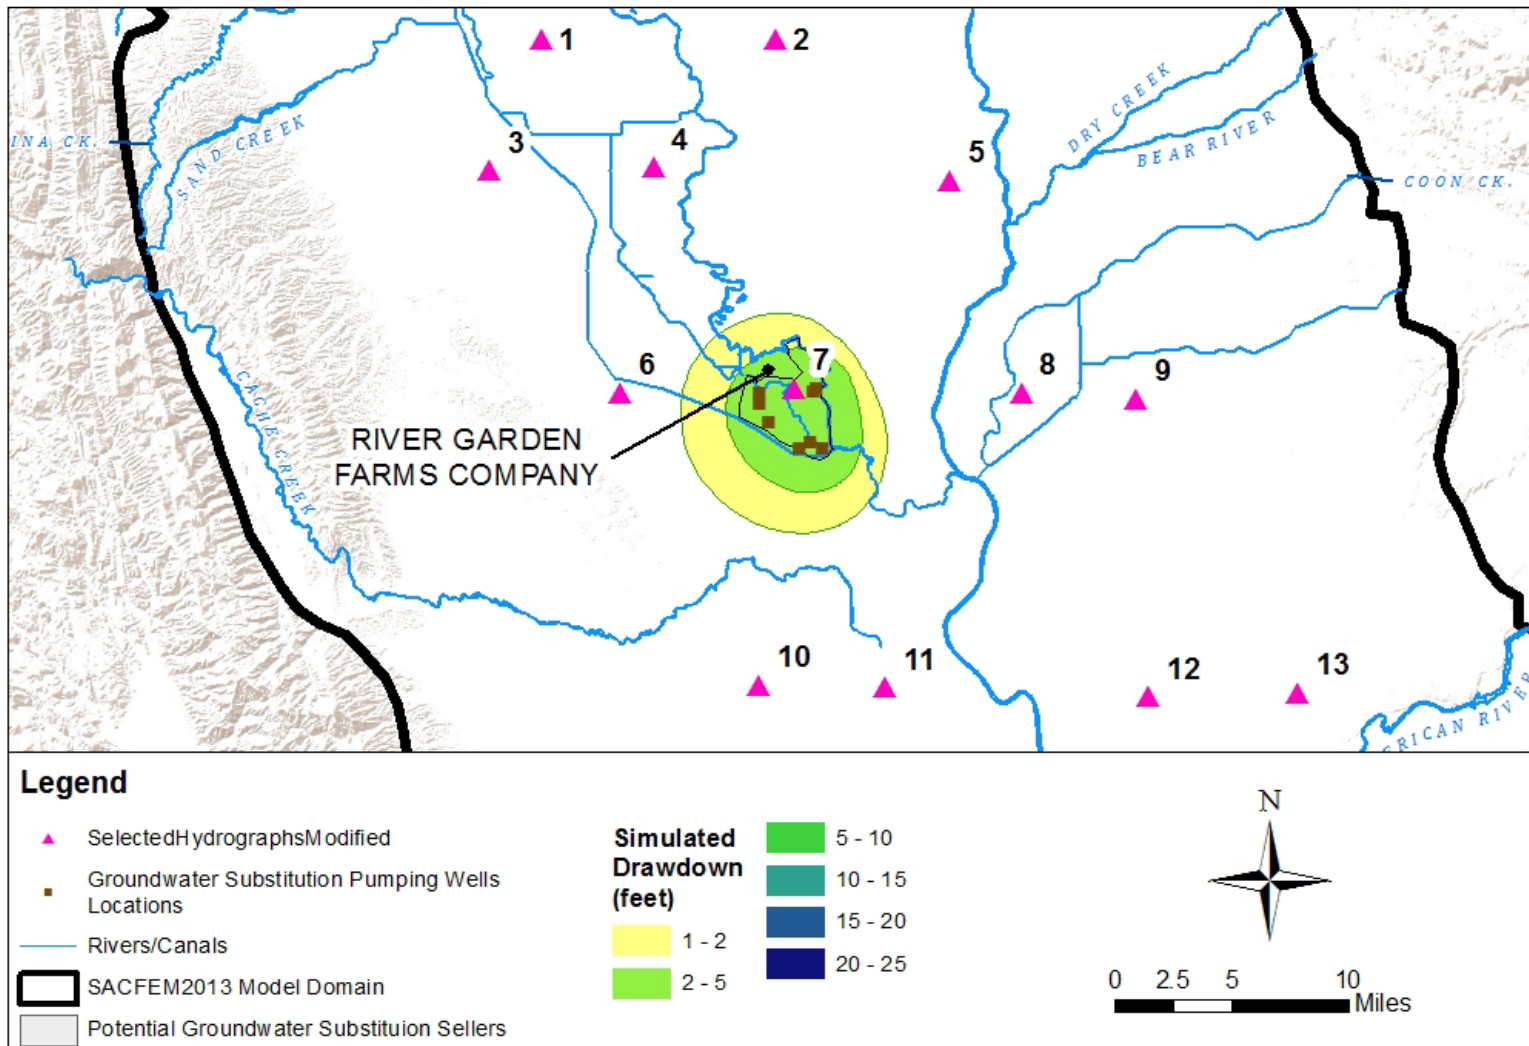 1
2
3
4
5
DRY CREEK
BEAR RIVER
INA CK.
SAND CREEK
COON CK.
6
7
8
9
CACHE CREEK
RIVER GARDEN
FARMS COMPANY
10
11
12
13
ERICAN RIVER
Legend
SelectedHydrographsModified
Groundwater Substitution Pumping Wells
Locations
Rivers/Canals
SACFEM2013 Model Domain
Potential Groundwater Substituion Sellers
Simulated
Drawdown
(feet)
1 - 2
2 - 5
5 - 10
10 - 15
15 - 20
20 - 25
N
0 2.5 5 10
Miles